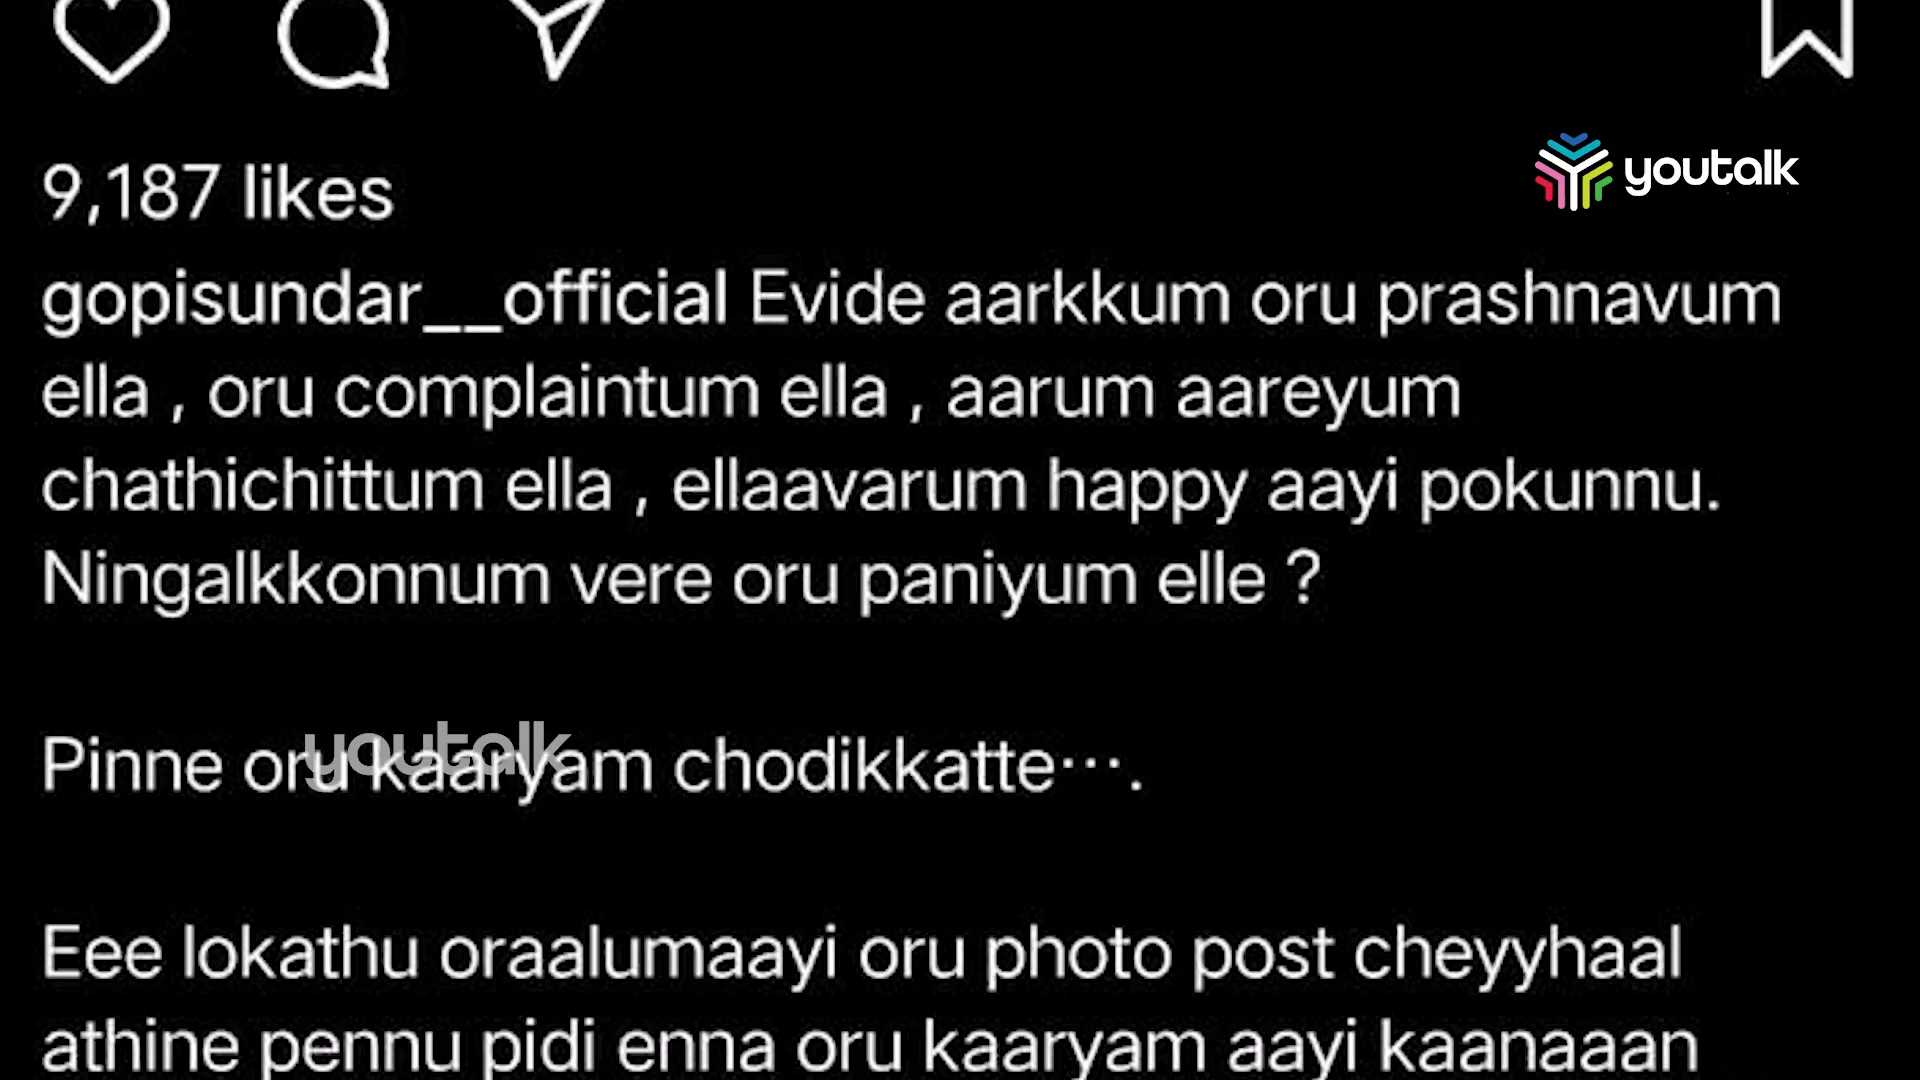 youtalk
9,187 likes
gopisundar__official Evide aarkkum oru prashnavum
ella , oru complaintum ella , aarum aareyum
chathichittum ella , ellaavarum happy aayi pokunnu.
Ningalkkonnum vere oru paniyum elle ?
youtalk
Pinne oru kaaryam chodikkatte….
Eee lokathu oraalumaayi oru photo post cheyyhaal
athine pennu pidi enna oru kaaryam aayi kaanaaan